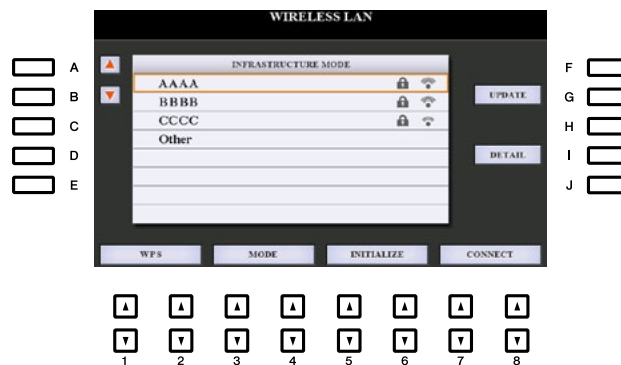 WIRELESS LAN
INFRASTRUCTURE MODE
AAAA
BBBB
CCCC
Other
UPDATE
DETAIL
WPS
MODE
INITIALIZE
CONNECT
A
B
C
D
E
F
G
H
I
J
1 2 3 4 5 6 7 8